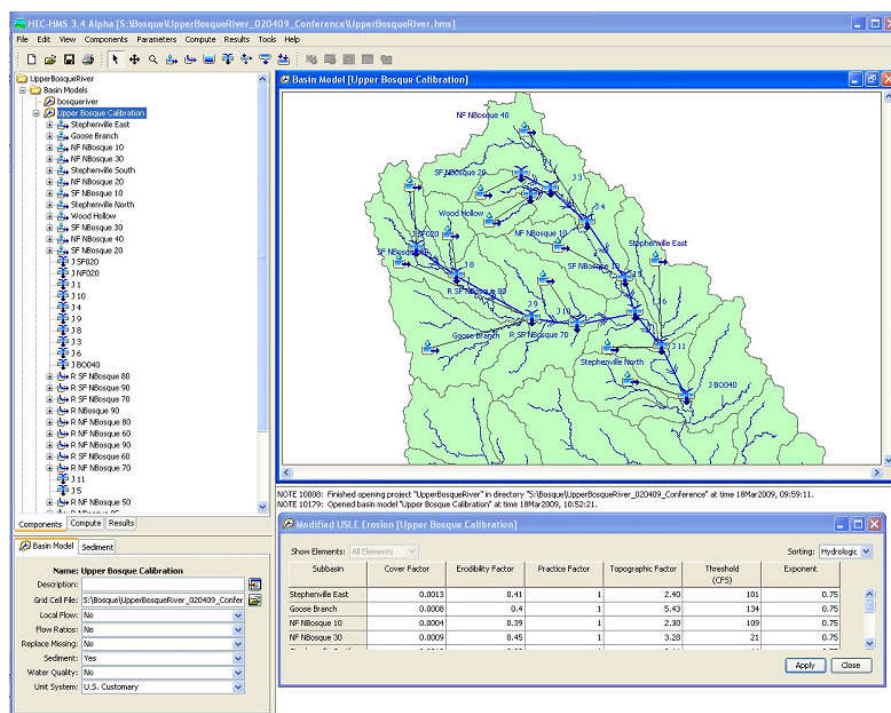 HEC-HMS 3.4 Alpha [S:\Bosque\UpperBosqueRiver_020409_Conference\UpperBosqueRiver.hms]
File Edit View Components Parameters Compute Results Tools Help
UpperBosqueRiver
Basin Models
bosqueriver
Upper Bosque Calibration
Stephenville East
Goose Branch
NF NBosque 10
NF NBosque 30
Stephenville South
NF NBosque 20
SF NBosque 10
Stephenville North
Wood Hollow
SF NBosque 30
NF NBosque 40
SF NBosque 20
J SF020
J NF020
J 1
J 10
J 4
J 9
J 8
J 3
J 6
J BO040
R SF NBosque 80
R SF NBosque 90
R SF NBosque 70
R NBosque 90
R NF NBosque 80
R NF NBosque 60
R NF NBosque 90
R SF NBosque 60
R NF NBosque 70
J 11
J 5
R NF NBosque 50
Components Compute Results
Basin Model Sediment
Name: Upper Bosque Calibration
Description:
Grid Cell File: S:\Bosque\UpperBosqueRiver_020409_Confer
Local Flow: No
Flow Ratios: No
Replace Missing: No
Sediment: Yes
Water Quality: No
Unit System: U.S. Customary
Basin Model [Upper Bosque Calibration]
NF NBosque 40
SF NBosque 20
J 3
J 4
Wood Hollow
NF NBosque 10
Stephenville East
J SF020
SF NBosque
J 8
SF NBosque 10
J 5
R SF NBosque 80
J 9
J 10
J 6
Goose Branch
R SF NBosque 70
J 11
Stephenville North
J BO040
NOTE 10008: Finished opening project "UpperBosqueRiver" in directory "S:\Bosque\UpperBosqueRiver_020409_Conference" at time 18Mar2009, 09:59:11.
NOTE 10179: Opened basin model "Upper Bosque Calibration" at time 18Mar2009, 10:52:21.
Modified USLE Erosion [Upper Bosque Calibration]
Show Elements: All Elements Sorting: Hydrologic
Subbasin Cover Factor Erodibility Factor Practice Factor Topographic Factor Threshold (CFS) Exponent
Stephenville East 0.0013 0.41 1 2.40 101 0.75
Goose Branch 0.0008 0.4 1 5.43 134 0.75
NF NBosque 10 0.0004 0.39 1 2.30 109 0.75
NF NBosque 30 0.0009 0.45 1 3.28 21 0.75
Apply Close